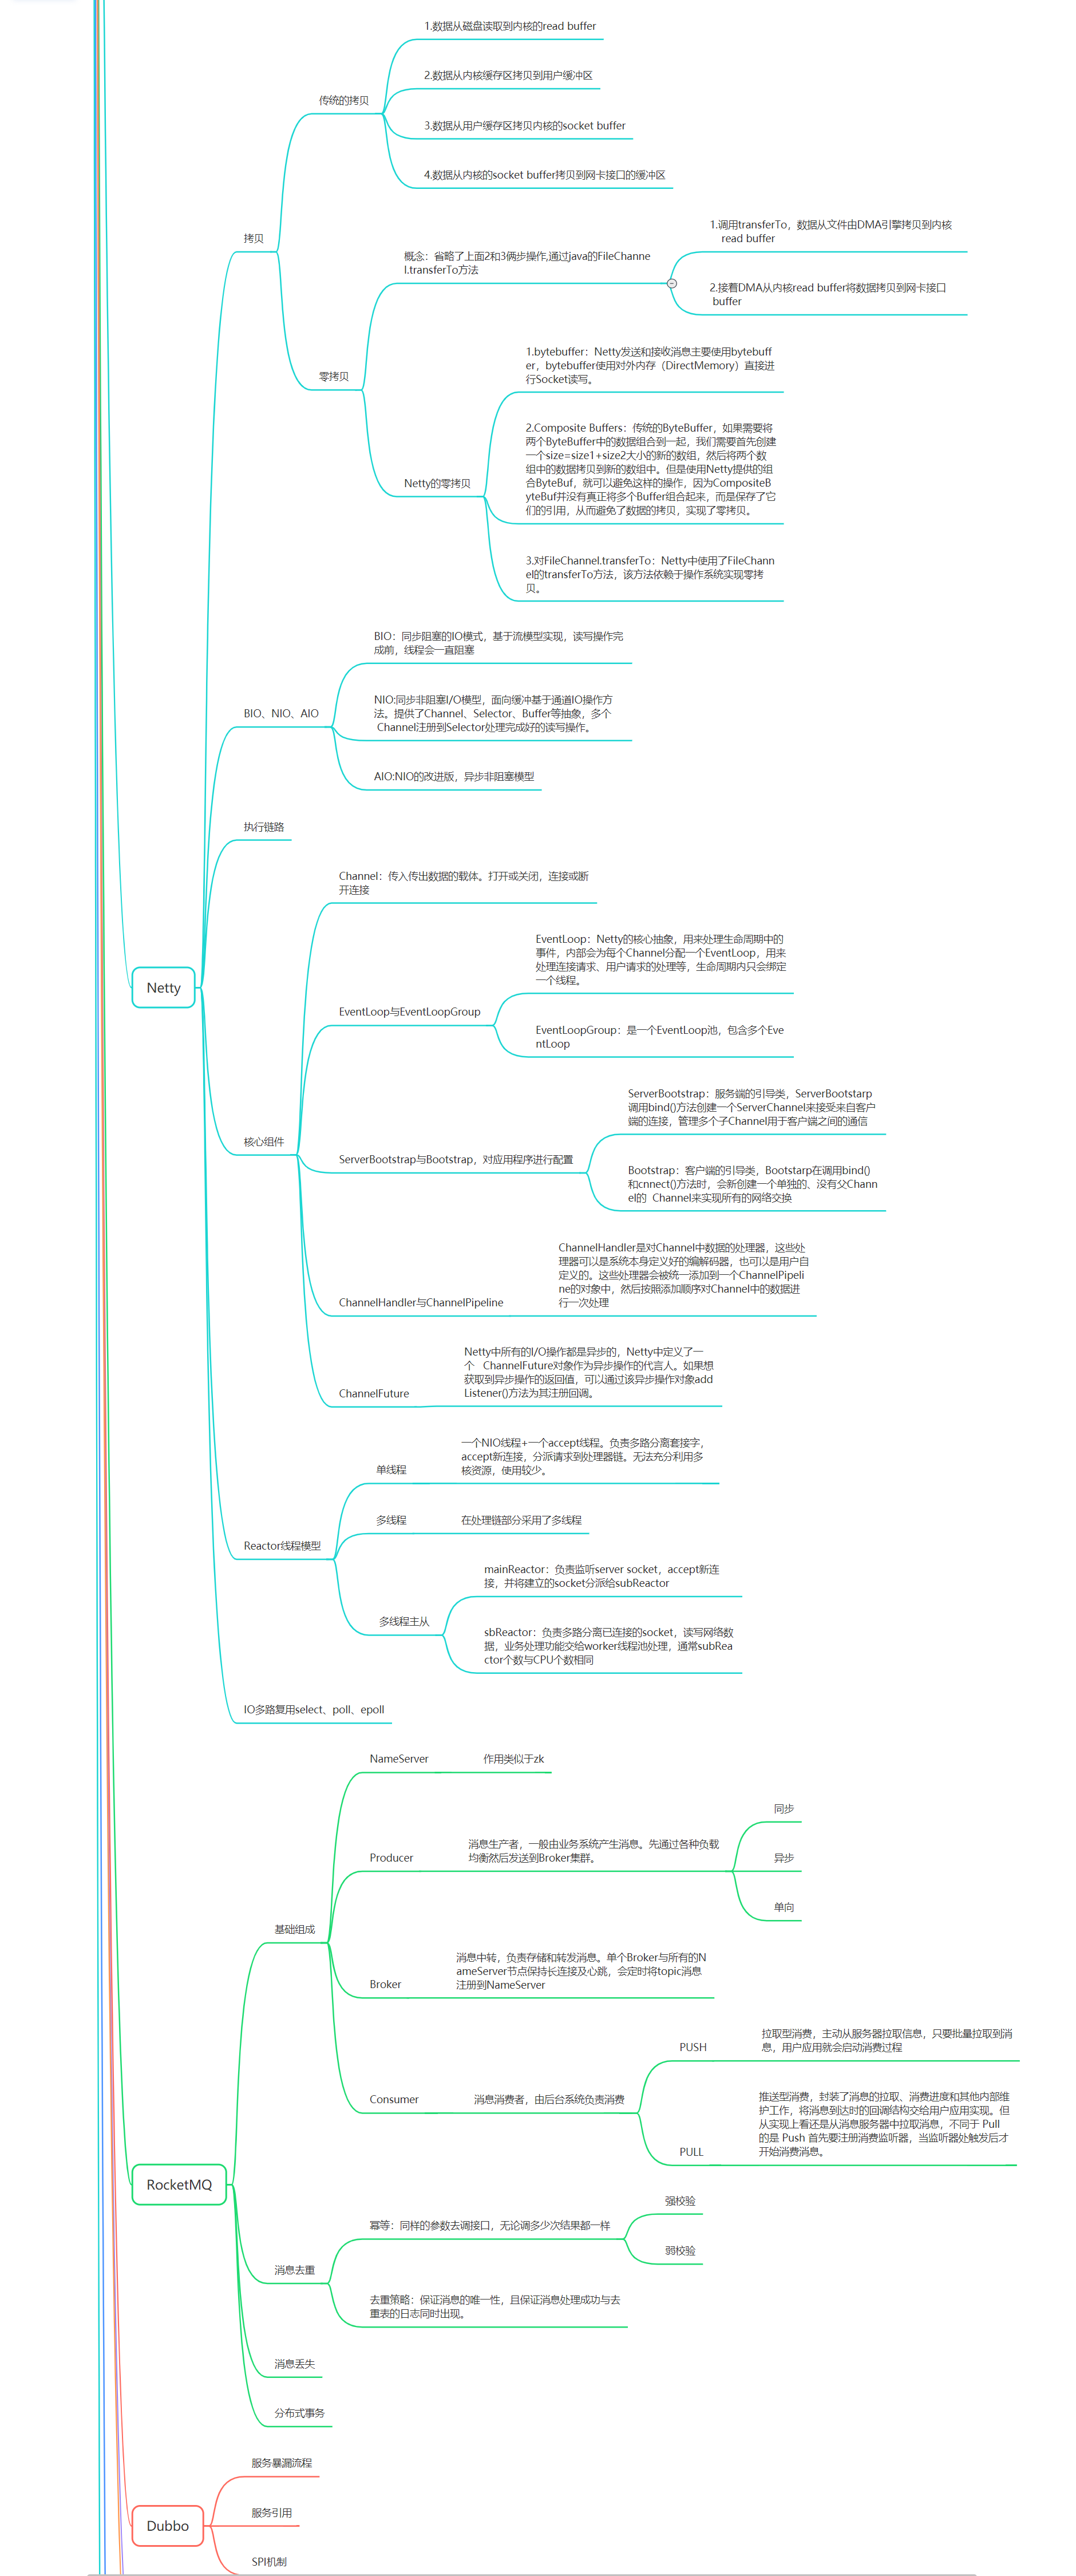 1.数据从磁盘读取到内核的read buffer
2.数据从内核缓存区拷贝到用户缓冲区
传统的拷贝
3.数据从用户缓存区拷贝内核的socket buffer
4.数据从内核的socket buffer拷贝到网卡接口的缓冲区
拷贝
1.调用transferTo，数据从文件由DMA引擎拷贝到内核
read buffer
概念：省略了上面2和3俩步操作,通过java的FileChanne
l.transferTo方法
2.接着DMA从内核read buffer将数据拷贝到网卡接口
buffer
零拷贝
1.bytebuffer：Netty发送和接收消息主要使用bytebuff
er，bytebuffer使用对外内存（DirectMemory）直接进
行Socket读写。
2.Composite Buffers：传统的ByteBuffer，如果需要将
两个ByteBuffer中的数据组合到一起，我们需要首先创建
一个size=size1+size2大小的新的数组，然后将两个数
组中的数据拷贝到新的数组中。但是使用Netty提供的组
合ByteBuf，就可以避免这样的操作，因为CompositeB
yteBuf并没有真正将多个Buffer组合起来，而是保存了它
们的引用，从而避免了数据的拷贝，实现了零拷贝。
Netty的零拷贝
3.对FileChannel.transferTo：Netty中使用了FileChann
el的transferTo方法，该方法依赖于操作系统实现零拷
贝。
BIO：同步阻塞的IO模式，基于流模型实现，读写操作完
成前，线程会一直阻塞
BIO、NIO、AIO
NIO:同步非阻塞I/O模型，面向缓冲基于通道IO操作方
法。提供了Channel、Selector、Buffer等抽象，多个
Channel注册到Selector处理完成好的读写操作。
AIO:NIO的改进版，异步非阻塞模型
执行链路
Channel：传入传出数据的载体。打开或关闭，连接或断
开连接
Netty
EventLoop：Netty的核心抽象，用来处理生命周期中的
事件，内部会为每个Channel分配一个EventLoop，用来
处理连接请求、用户请求的处理等，生命周期内只会绑定
一个线程。
EventLoop与EventLoopGroup
EventLoopGroup：是一个EventLoop池，包含多个Eve
ntLoop
核心组件
ServerBootstrap：服务端的引导类，ServerBootstarp
调用bind()方法创建一个ServerChannel来接受来自客户
端的连接，管理多个子Channel用于客户端之间的通信
ServerBootstrap与Bootstrap，对应用程序进行配置
Bootstrap：客户端的引导类，Bootstarp在调用bind()
和cnnect()方法时，会新创建一个单独的、没有父Chann
el的 Channel来实现所有的网络交换
ChannelHandler与ChannelPipeline
ChannelHandler是对Channel中数据的处理器，这些处
理器可以是系统本身定义好的编解码器，也可以是用户自
定义的。这些处理器会被统一添加到一个ChannelPipeli
ne的对象中，然后按照添加顺序对Channel中的数据进
行一次处理
ChannelFuture
Netty中所有的I/O操作都是异步的，Netty中定义了一
个 ChannelFuture对象作为异步操作的代言人。如果想
获取到异步操作的返回值，可以通过该异步操作对象add
Listener()方法为其注册回调。
单线程
一个NIO线程+一个accept线程。负责多路分离套接字，
accept新连接，分派请求到处理器链。无法充分利用多
核资源，使用较少。
多线程
在处理链部分采用了多线程
Reactor线程模型
mainReactor：负责监听server socket，accept新连
接，并将建立的socket分派给subReactor
多线程主从
sbReactor：负责多路分离已连接的socket，读写网络数
据，业务处理功能交给worker线程池处理，通常subRea
ctor个数与CPU个数相同
IO多路复用select、poll、epoll
NameServer
作用类似于zk
同步
Producer
消息生产者，一般由业务系统产生消息。先通过各种负载
均衡然后发送到Broker集群。
异步
单向
基础组成
Broker
消息中转，负责存储和转发消息。单个Broker与所有的N
ameServer节点保持长连接及心跳，会定时将topic消息
注册到NameServer
PUSH
拉取型消费，主动从服务器拉取信息，只要批量拉取到消
息，用户应用就会启动消费过程
Consumer
消息消费者，由后台系统负责消费
PULL
推送型消费，封装了消息的拉取、消费进度和其他内部维
护工作，将消息到达时的回调结构交给用户应用实现。但
从实现上看还是从消息服务器中拉取消息，不同于 Pull
的是 Push 首先要注册消费监听器，当监听器处触发后才
开始消费消息。
RocketMQ
强校验
幂等：同样的参数去调接口，无论调多少次结果都一样
弱校验
消息去重
去重策略：保证消息的唯一性，且保证消息处理成功与去
重表的日志同时出现。
消息丢失
分布式事务
服务暴漏流程
服务引用
Dubbo
SPI机制